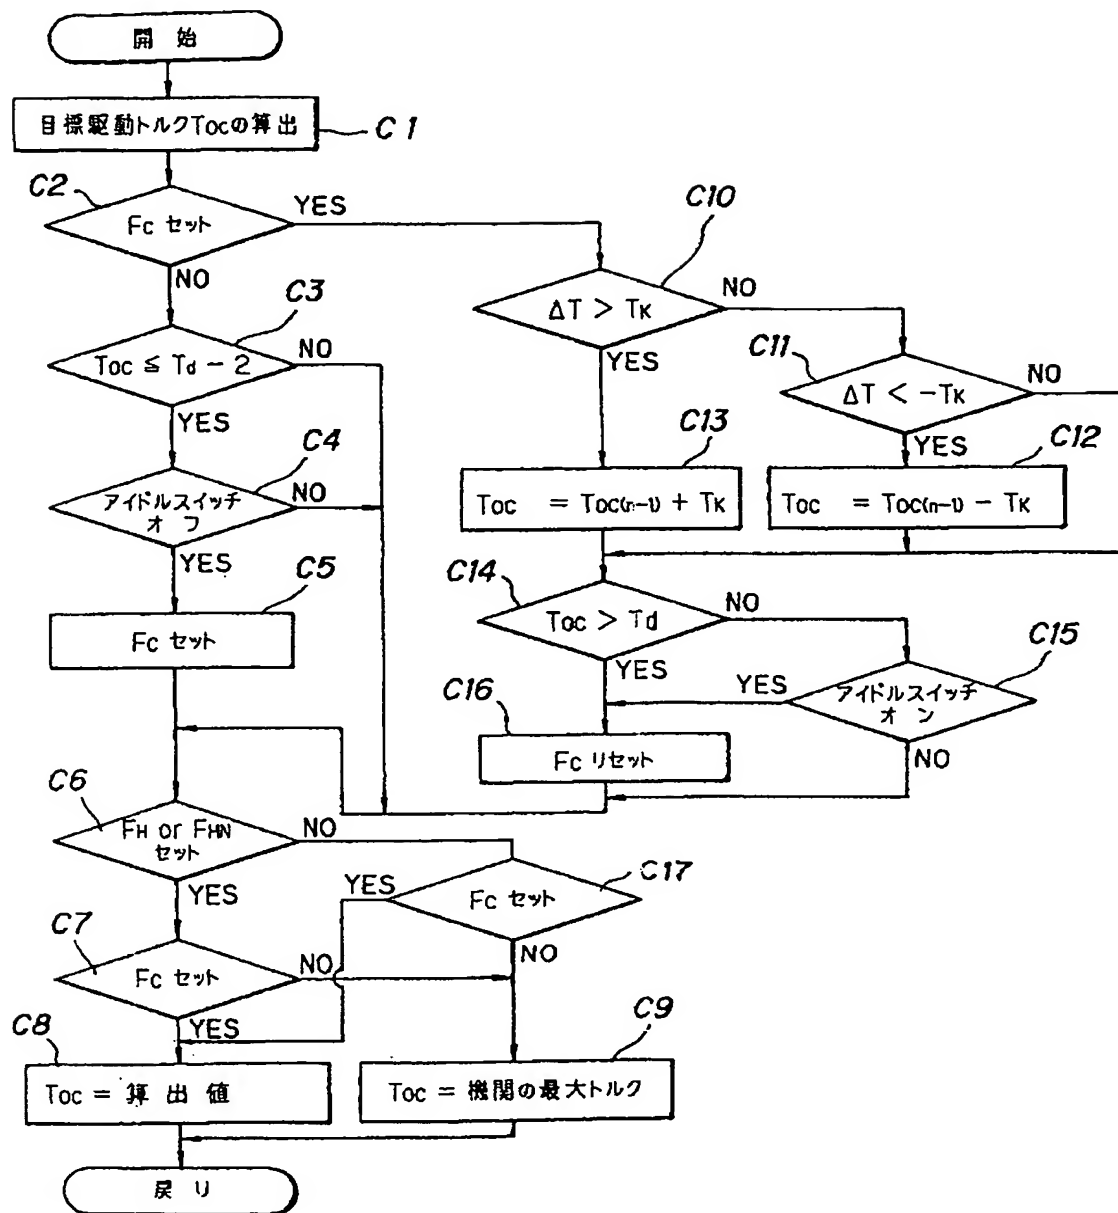 開始
目標駆動トルクTocの算出
C1
C2
Fc セット
YES
NO
C3
Toc ≦ Td − 2
NO
YES
C4
アイドルスイッチ
オフ
NO
YES
C5
Fc セット
C10
ΔT > Tk
NO
YES
C11
ΔT < −Tk
NO
YES
C13
Toc = Toc(n−1) + Tk
C12
Toc = Toc(n−1) − Tk
C14
Toc > Td
NO
YES
C15
YES
アイドルスイッチ
オン
NO
C16
Fc リセット
C6
FH or FHN
セット
NO
YES
C17
YES
Fc セット
NO
C7
Fc セット
NO
YES
C8
Toc = 算出値
C9
Toc = 機関の最大トルク
戻り